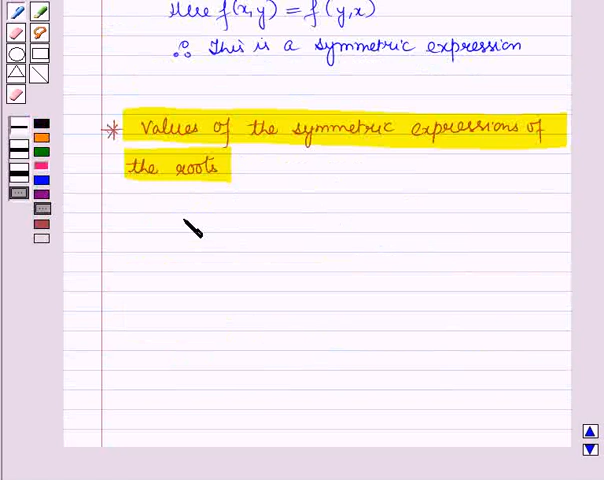 Here f(x,y) = f(y,x)
∴ This is a symmetric expression
* Values of the symmetric expressions of
the roots